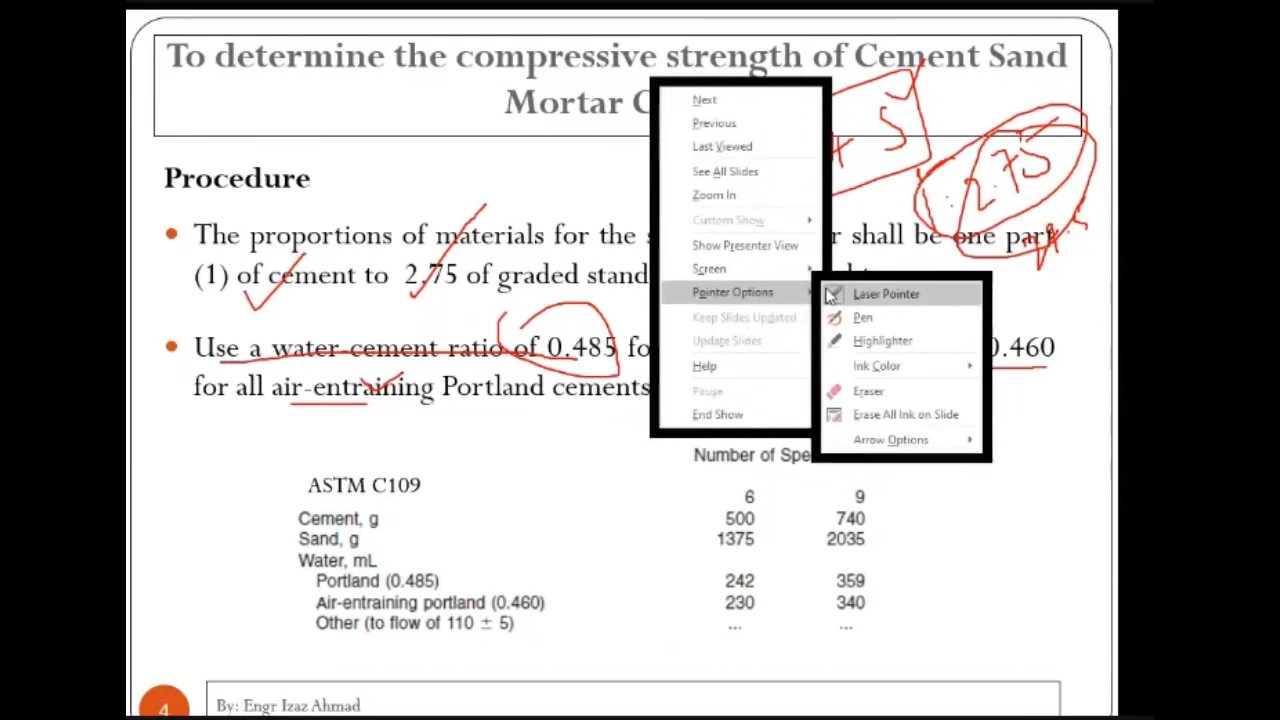 To determine the compressive strength of Cement Sand
Mortar C
Procedure
The proportions of materials for the s r shall be one part
(1) of cement to 2.75 of graded stand
Use a water-cement ratio of 0.485 fo 0.460
for all air-entraining Portland cements
Next
Previous
Last Viewed
See All Slides
Zoom In
Custom Show
Show Presenter View
Screen
Pointer Options
Keep Slides Updated
Update Slides
Help
Pause
End Show
Laser Pointer
Pen
Highlighter
Ink Color
Eraser
Erase All Ink on Slide
Arrow Options
5
2.75
Number of Spe
ASTM C109
6 9
Cement, g 500 740
Sand, g 1375 2035
Water, mL
Portland (0.485) 242 359
Air-entraining portland (0.460) 230 340
Other (to flow of 110 ± 5) ... ...
4
By: Engr Izaz Ahmad